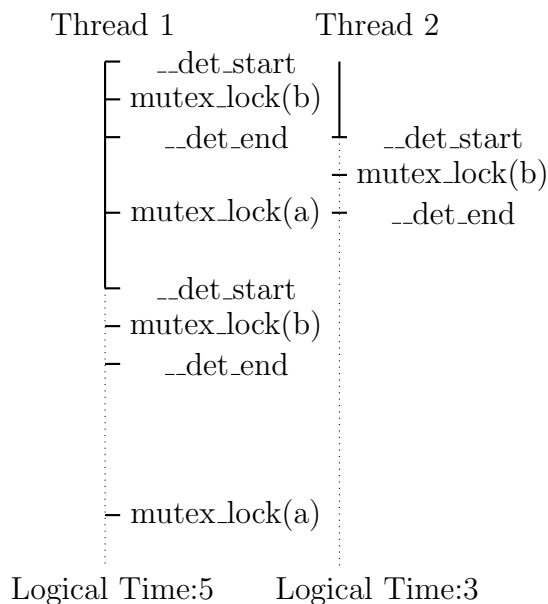 Thread 1
Thread 2
__det_start
mutex_lock(b)
__det_end
__det_start
mutex_lock(b)
mutex_lock(a)
__det_end
__det_start
mutex_lock(b)
__det_end
mutex_lock(a)
Logical Time:5
Logical Time:3